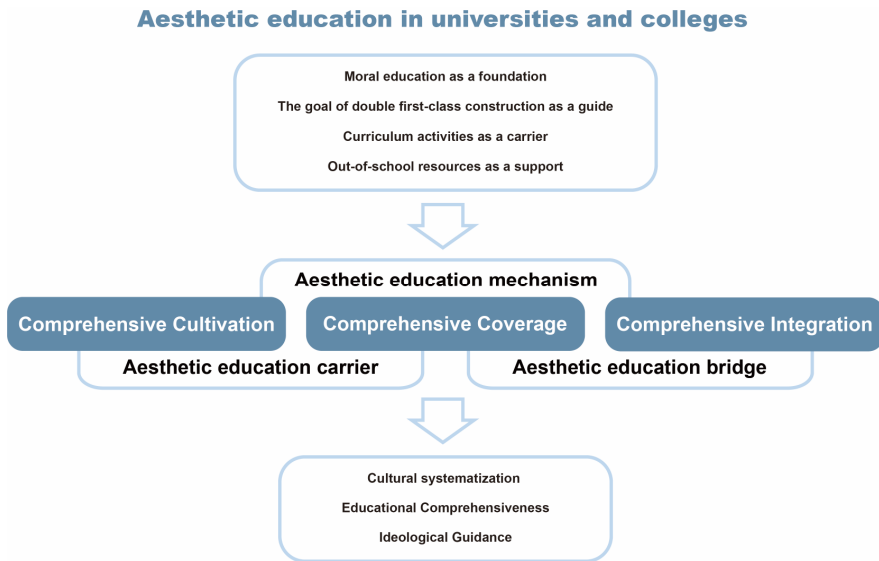 Aesthetic education in universities and colleges
Moral education as a foundation
The goal of double first-class construction as a guide
Curriculum activities as a carrier
Out-of-school resources as a support
Aesthetic education mechanism
Comprehensive Cultivation
Comprehensive Coverage
Comprehensive Integration
Aesthetic education carrier
Aesthetic education bridge
Cultural systematization
Educational Comprehensiveness
Ideological Guidance